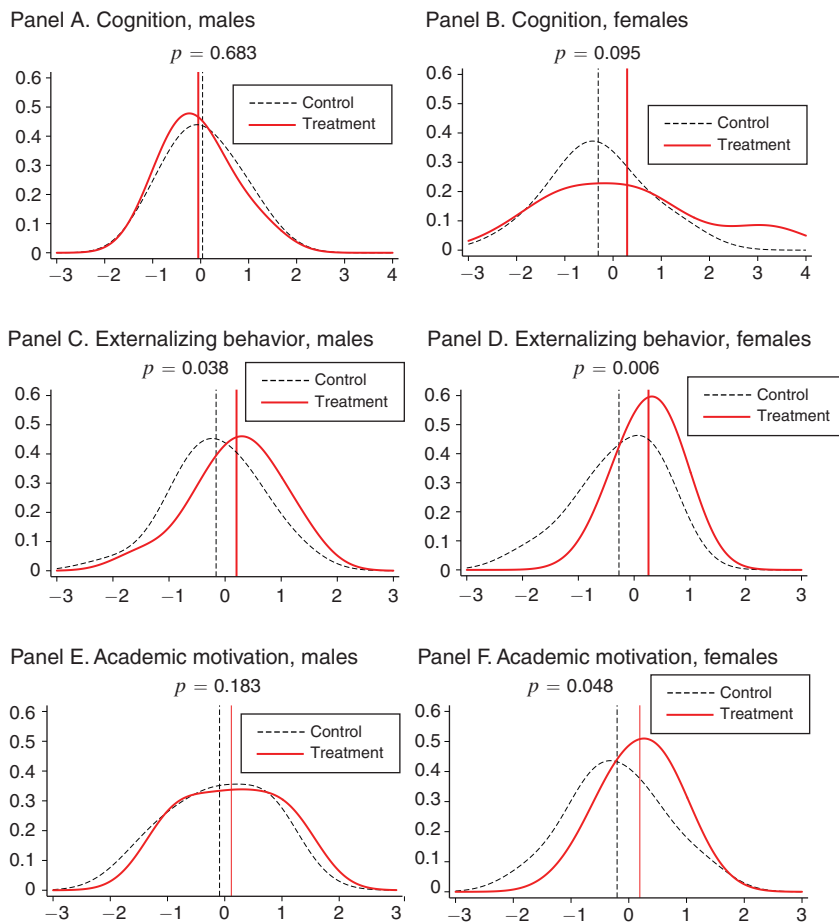 Panel A. Cognition, males
p = 0.683
0.6
0.5
0.4
0.3
0.2
0.1
0
Control
Treatment
−3 −2 −1 0 1 2 3 4
Panel B. Cognition, females
p = 0.095
0.6
0.5
0.4
0.3
0.2
0.1
0
Control
Treatment
−3 −2 −1 0 1 2 3 4
Panel C. Externalizing behavior, males
p = 0.038
0.6
0.5
0.4
0.3
0.2
0.1
0
Control
Treatment
−3 −2 −1 0 1 2 3
Panel D. Externalizing behavior, females
p = 0.006
0.6
0.5
0.4
0.3
0.2
0.1
0
Control
Treatment
−3 −2 −1 0 1 2 3
Panel E. Academic motivation, males
p = 0.183
0.6
0.5
0.4
0.3
0.2
0.1
0
Control
Treatment
−3 −2 −1 0 1 2 3
Panel F. Academic motivation, females
p = 0.048
0.6
0.5
0.4
0.3
0.2
0.1
0
Control
Treatment
−3 −2 −1 0 1 2 3